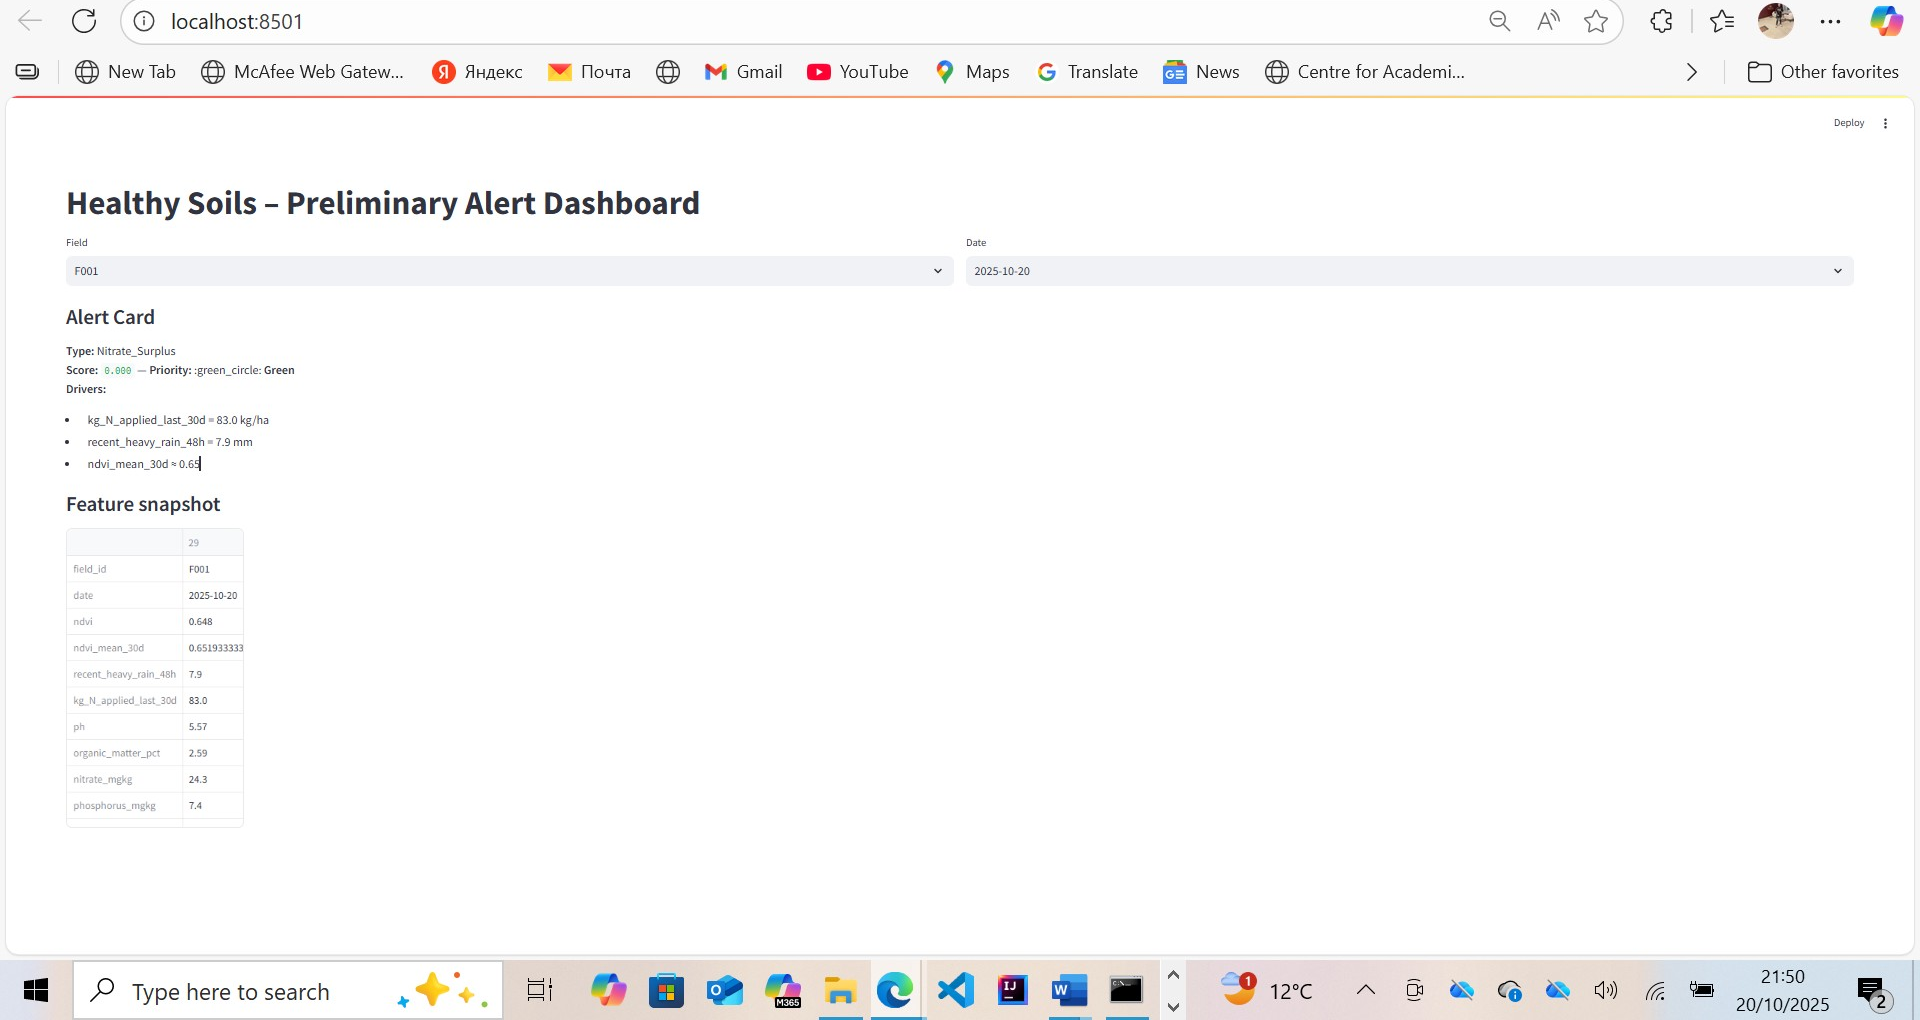 localhost:8501
New Tab
McAfee Web Gatew...
Яндекс
Почта
Gmail
YouTube
Maps
Translate
News
Centre for Academi...
Other favorites
Deploy
Healthy Soils – Preliminary Alert Dashboard
Field
Date
F001
2025-10-20
Alert Card
Type: Nitrate_Surplus
Score: 0.000 — Priority: :green_circle: Green
Drivers:
• kg_N_applied_last_30d = 83.0 kg/ha
• recent_heavy_rain_48h = 7.9 mm
• ndvi_mean_30d ≈ 0.65
Feature snapshot
29
field_id F001
date 2025-10-20
ndvi 0.648
ndvi_mean_30d 0.651933333
recent_heavy_rain_48h 7.9
kg_N_applied_last_30d 83.0
ph 5.57
organic_matter_pct 2.59
nitrate_mgkg 24.3
phosphorus_mgkg 7.4
Type here to search
M365
IJ
W
C:\
1
12°C
21:50
20/10/2025
2